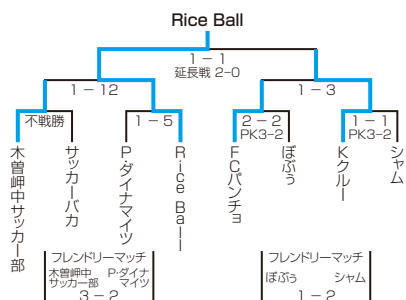 Rice Ball
1 − 1
延長戦 2−0
1 − 12
1 − 3
不戦勝
1 − 5
2 − 2
PK3−2
1 − 1
PK3−2
木曽岬中サッカー部
サッカーバカ
P・ダイナマイツ
Rice Ball
FCパンチョ
ぽぶぅ
Kクルー
シャム
フレンドリーマッチ
木曽岬中 P・ダイナ
サッカー部 マイツ
3 − 2
フレンドリーマッチ
ぽぶぅ シャム
1 − 2